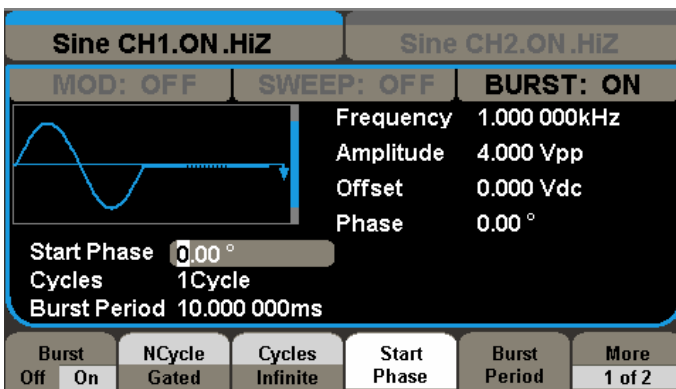 Sine CH1.ON.HiZ Sine CH2.ON.HiZ
MOD: OFF SWEEP: OFF BURST: ON
Frequency 1.000 000kHz
Amplitude 4.000 Vpp
Offset 0.000 Vdc
Phase 0.00 °
Start Phase 0.00 °
Cycles 1Cycle
Burst Period 10.000 000ms
Burst NCycle Cycles Start Burst More
Off On Gated Infinite Phase Period 1 of 2